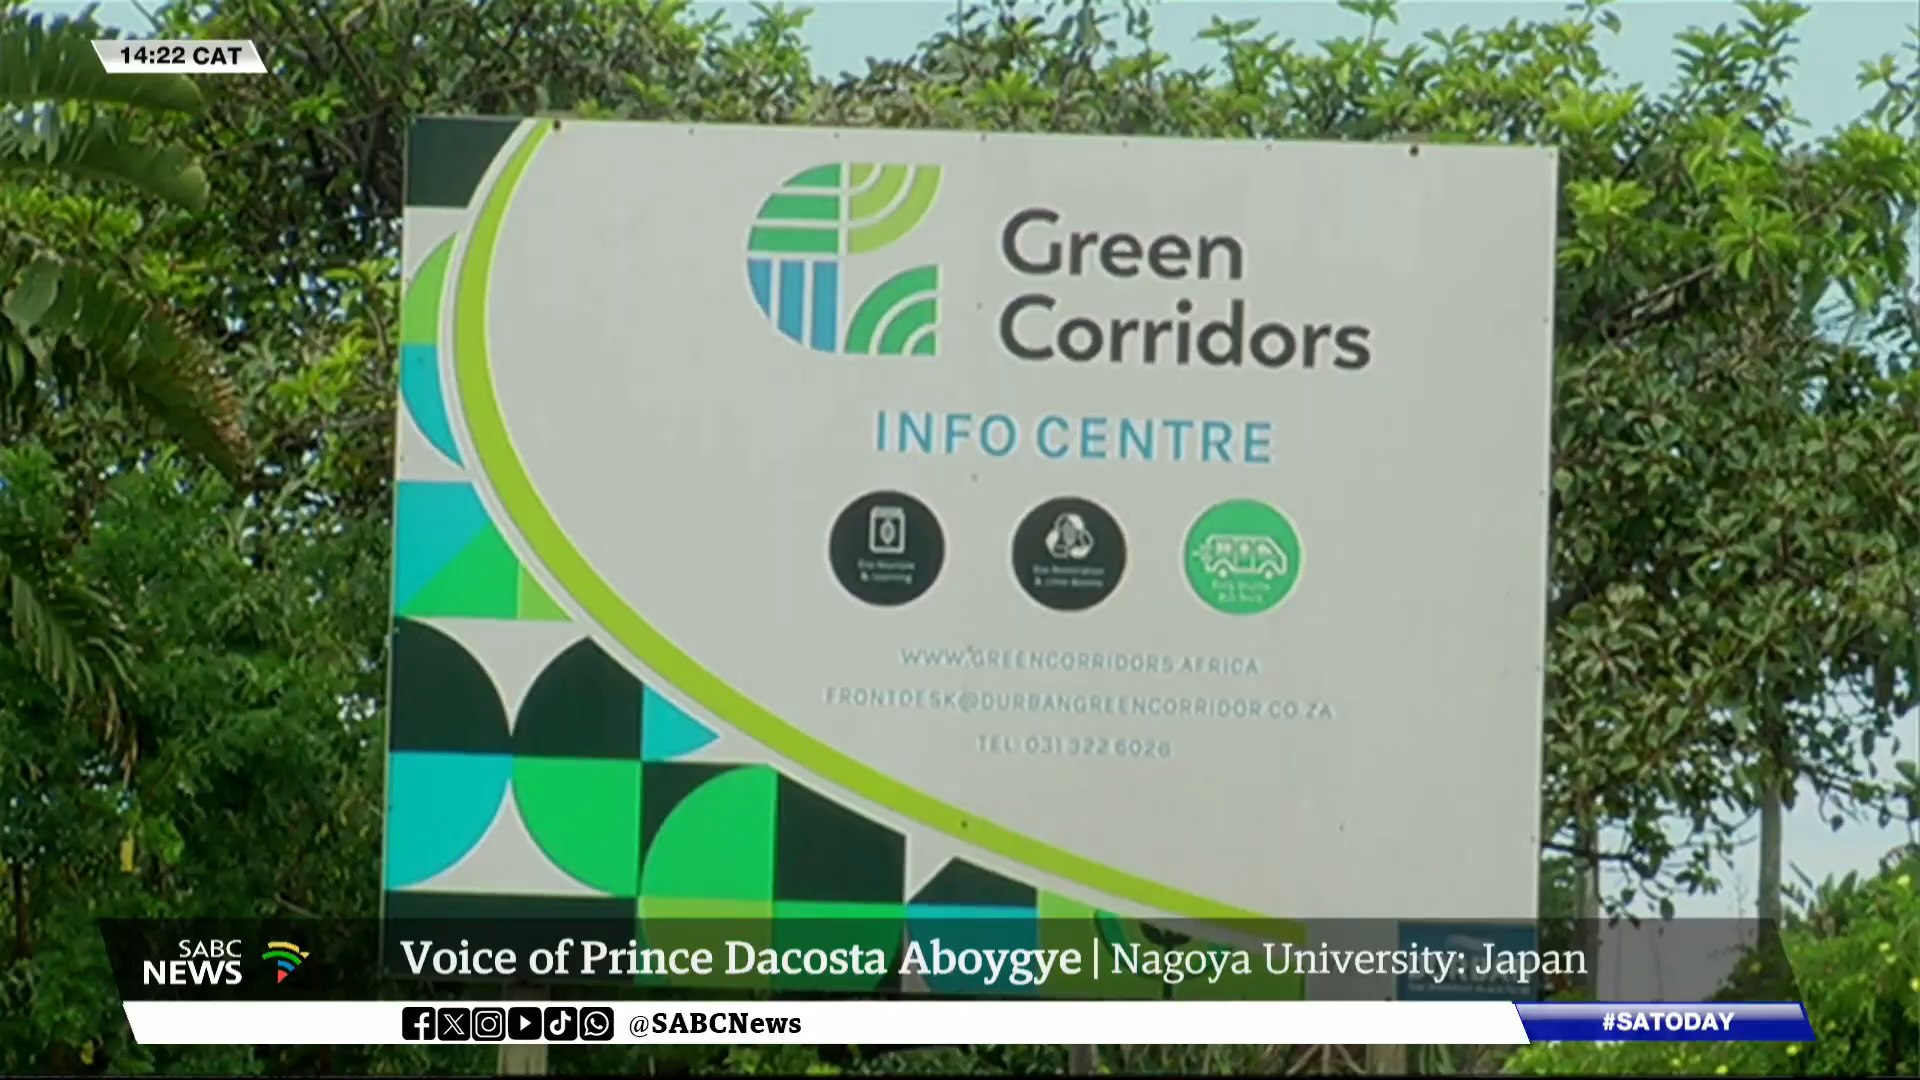 14:22 CAT
Green
Corridors
INFO CENTRE
& Learning
WWW.GREENCORRIDORS.AFRICA
FRONTDESK@DURBANGREENCORRIDOR.CO.ZA
TEL: 031 322 6026
SABC
NEWS
Voice of Prince Dacosta Aboygye | Nagoya University: Japan
@SABCNews
#SATODAY